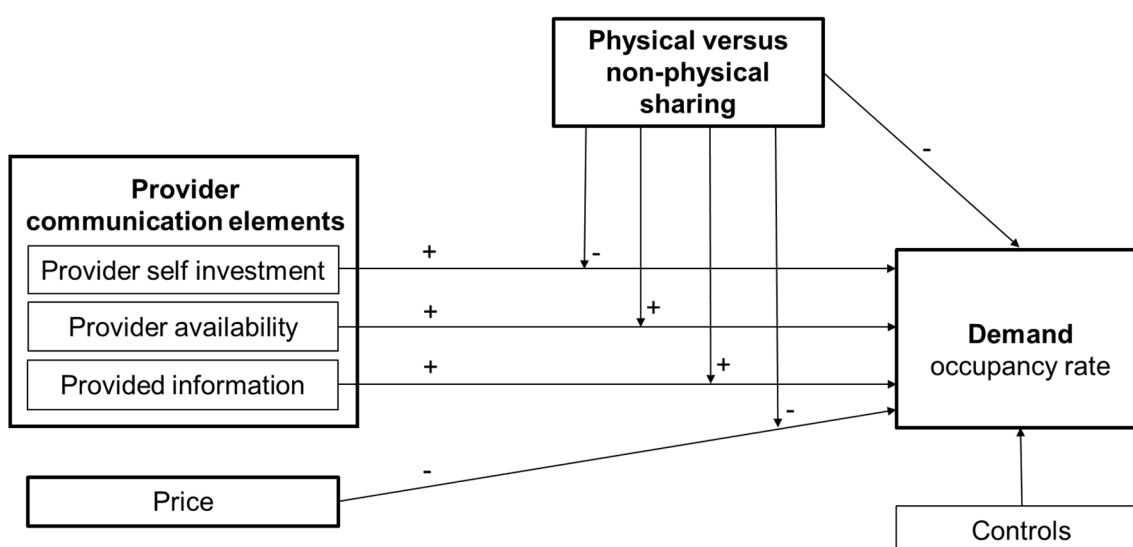 Physical versus
non-physical
sharing
-
Provider
communication elements
Provider self investment
+
-
Provider availability
+
+
Provided information
+
+
Demand
occupancy rate
-
-
Price
Controls